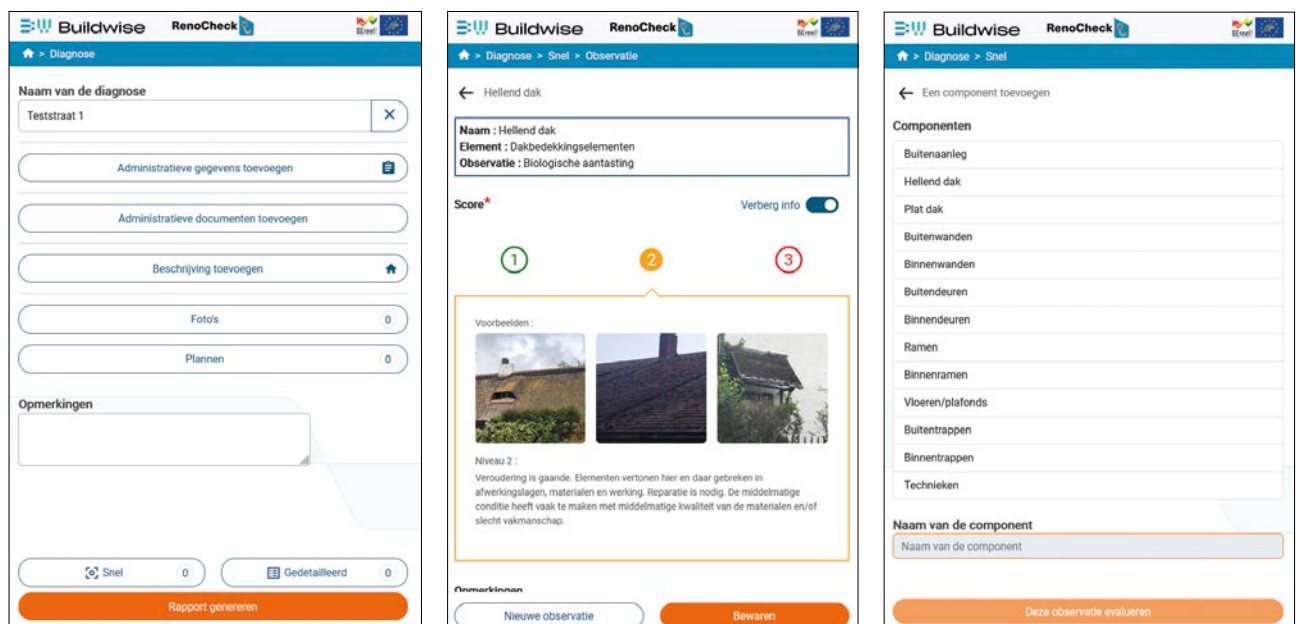 Buildwise RenoCheck BEreel!
> Diagnose
Naam van de diagnose
Teststraat 1
Administratieve gegevens toevoegen
Administratieve documenten toevoegen
Beschrijving toevoegen
Foto's 0
Plannen 0
Opmerkingen
Snel 0 Gedetailleerd 0
Rapport genereren
Buildwise RenoCheck BEreel!
> Diagnose > Snel > Observatie
← Hellend dak
Naam : Hellend dak
Element : Dakbedekkingselementen
Observatie : Biologische aantasting
Score* Verberg info
1 2 3
Voorbeelden :
Niveau 2 :
Veroudering is gaande. Elementen vertonen hier en daar gebreken in
afwerkingslagen, materialen en werking. Reparatie is nodig. De middelmatige
conditie heeft vaak te maken met middelmatige kwaliteit van de materialen en/of
slecht vakmanschap.
Opmerkingen
Nieuwe observatie Bewaren
Buildwise RenoCheck BEreel!
> Diagnose > Snel
← Een component toevoegen
Componenten
Buitenaanleg
Hellend dak
Plat dak
Buitenwanden
Binnenwanden
Buitendeuren
Binnendeuren
Ramen
Binnenramen
Vloeren/plafonds
Buitentrappen
Binnentrappen
Technieken
Naam van de component
Naam van de component
Deze observatie evalueren